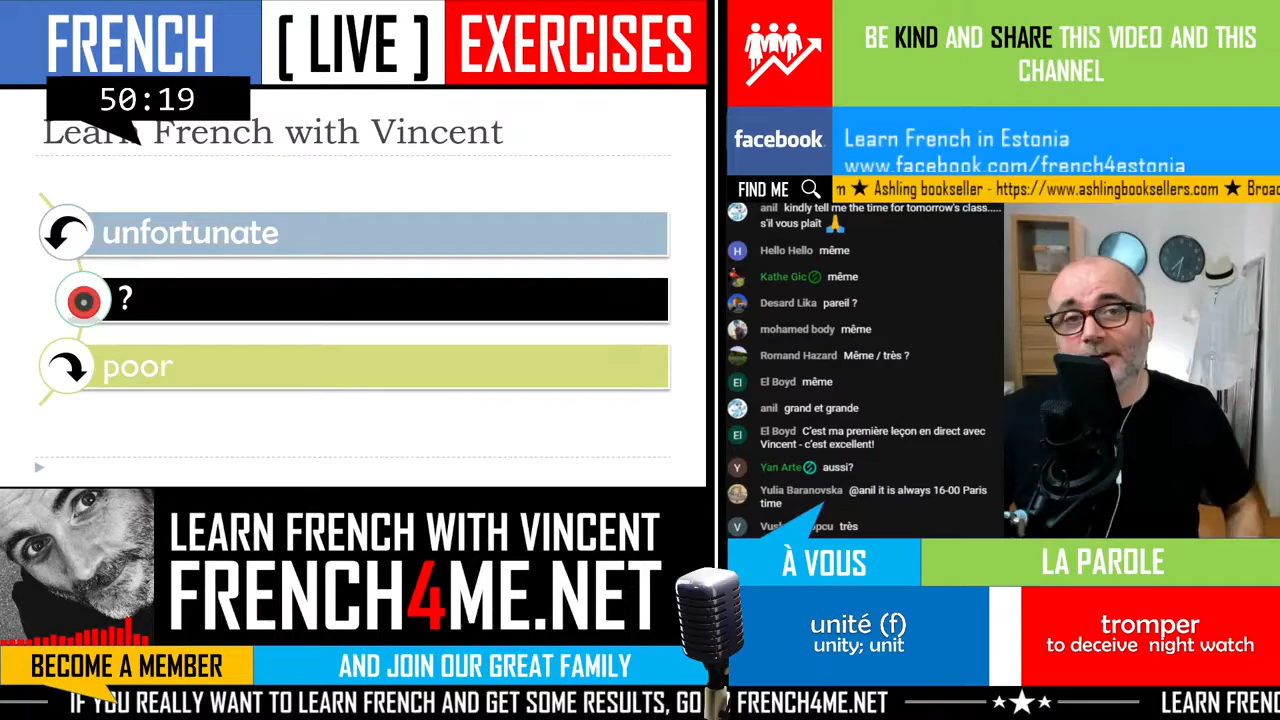 FRENCH [ LIVE ] EXERCISES
50:19
Learn French with Vincent
unfortunate
?
poor
LEARN FRENCH WITH VINCENT
FRENCH4ME.NET
BECOME A MEMBER AND JOIN OUR GREAT FAMILY
BE KIND AND SHARE THIS VIDEO AND THIS
CHANNEL
facebook.
Learn French in Estonia
www.facebook.com/french4estonia
FIND ME
m ★ Ashling bookseller - https://www.ashlingbooksellers.com ★ Broa
anil kindly tell me the time for tomorrow's class.....
s'il vous plaît 🙏
H Hello Hello même
Kathe Gic même
Desard Lika pareil ?
mohamed body même
Romand Hazard Même / très ?
El El Boyd même
anil grand et grande
El El Boyd C'est ma première leçon en direct avec
Vincent - c'est excellent!
Y Yan Arte aussi?
Yulia Baranovska @anil it is always 16-00 Paris
time
V très
À VOUS LA PAROLE
unité (f)
unity; unit
tromper
to deceive night watch
IF YOU REALLY WANT TO LEARN FRENCH AND GET SOME RESULTS, GO FRENCH4ME.NET LEARN FRENC